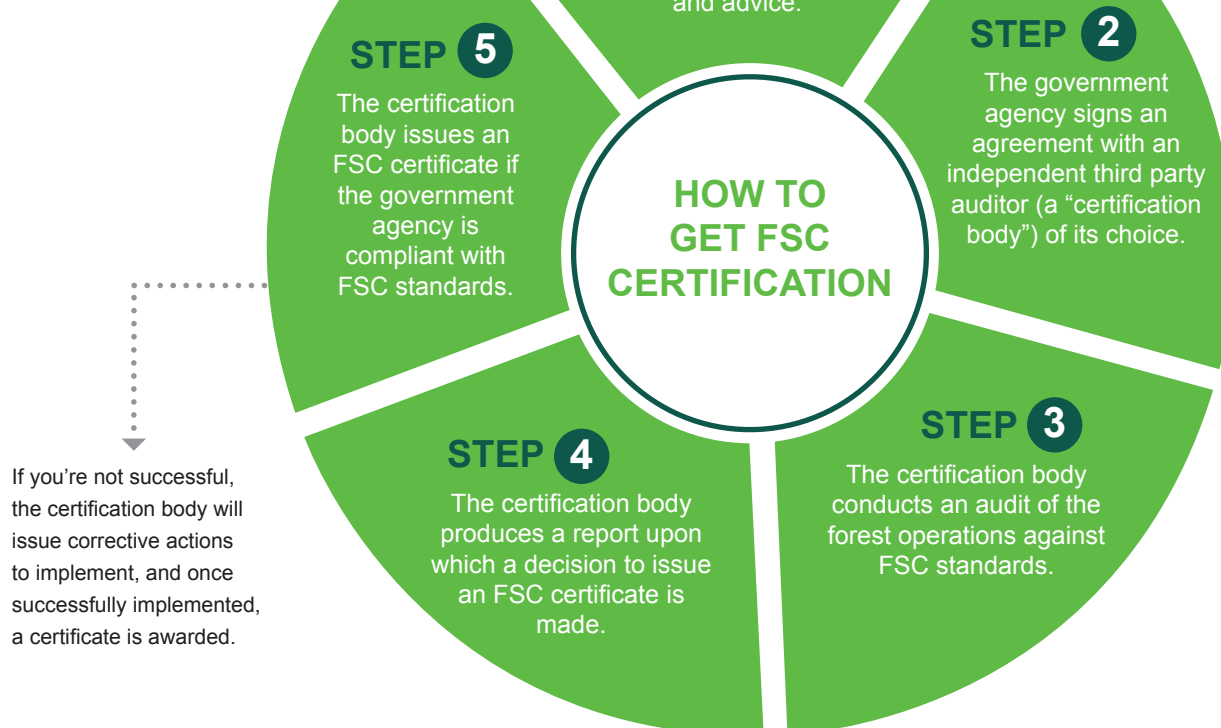 and advice.
STEP 2
The government
agency signs an
agreement with an
independent third party
auditor (a “certification
body”) of its choice.
STEP 3
The certification body
conducts an audit of the
forest operations against
FSC standards.
STEP 4
The certification body
produces a report upon
which a decision to issue
an FSC certificate is
made.
STEP 5
The certification
body issues an
FSC certificate if
the government
agency is
compliant with
FSC standards.
HOW TO
GET FSC
CERTIFICATION
If you’re not successful,
the certification body will
issue corrective actions
to implement, and once
successfully implemented,
a certificate is awarded.